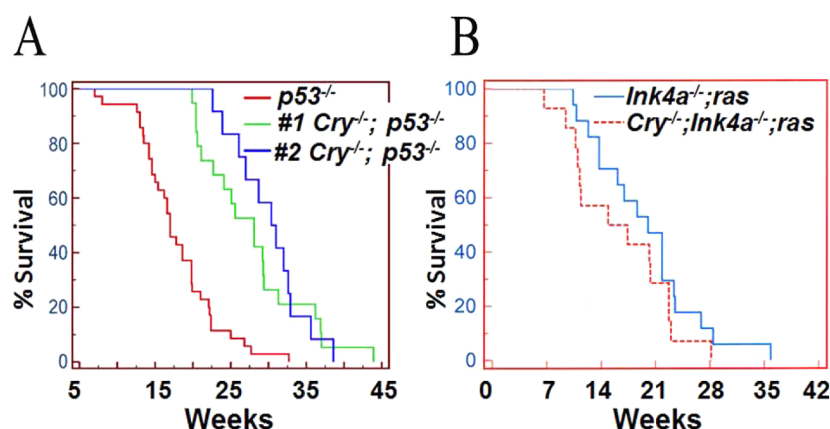 A
% Survival
100
80
60
40
20
0
p53-/-
#1 Cry-/-; p53-/-
#2 Cry-/-; p53-/-
5 15 25 35 45
Weeks
B
% Survival
100
80
60
40
20
0
Ink4a-/-;ras
Cry-/-;Ink4a-/-;ras
0 7 14 21 28 35 42
Weeks